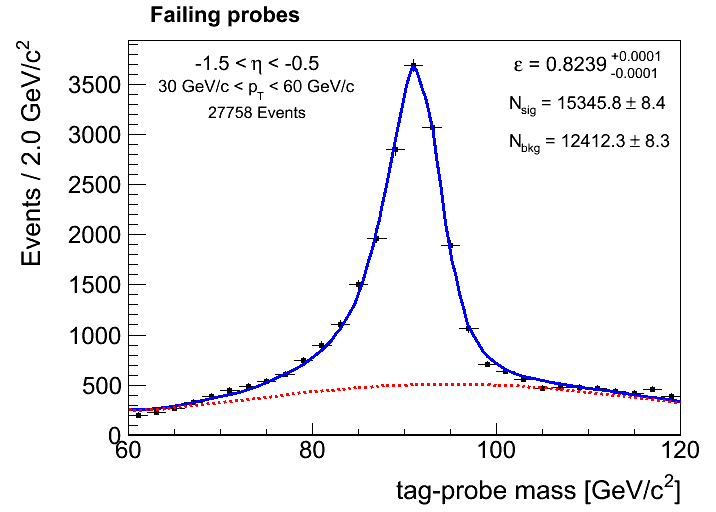 Failing probes
-1.5 < η < -0.5
30 GeV/c < p_T < 60 GeV/c
27758 Events
ε = 0.8239 +0.0001 -0.0001
N_sig = 15345.8 ± 8.4
N_bkg = 12412.3 ± 8.3
Events / 2.0 GeV/c²
3500
3000
2500
2000
1500
1000
500
0
60 80 100 120
tag-probe mass [GeV/c²]